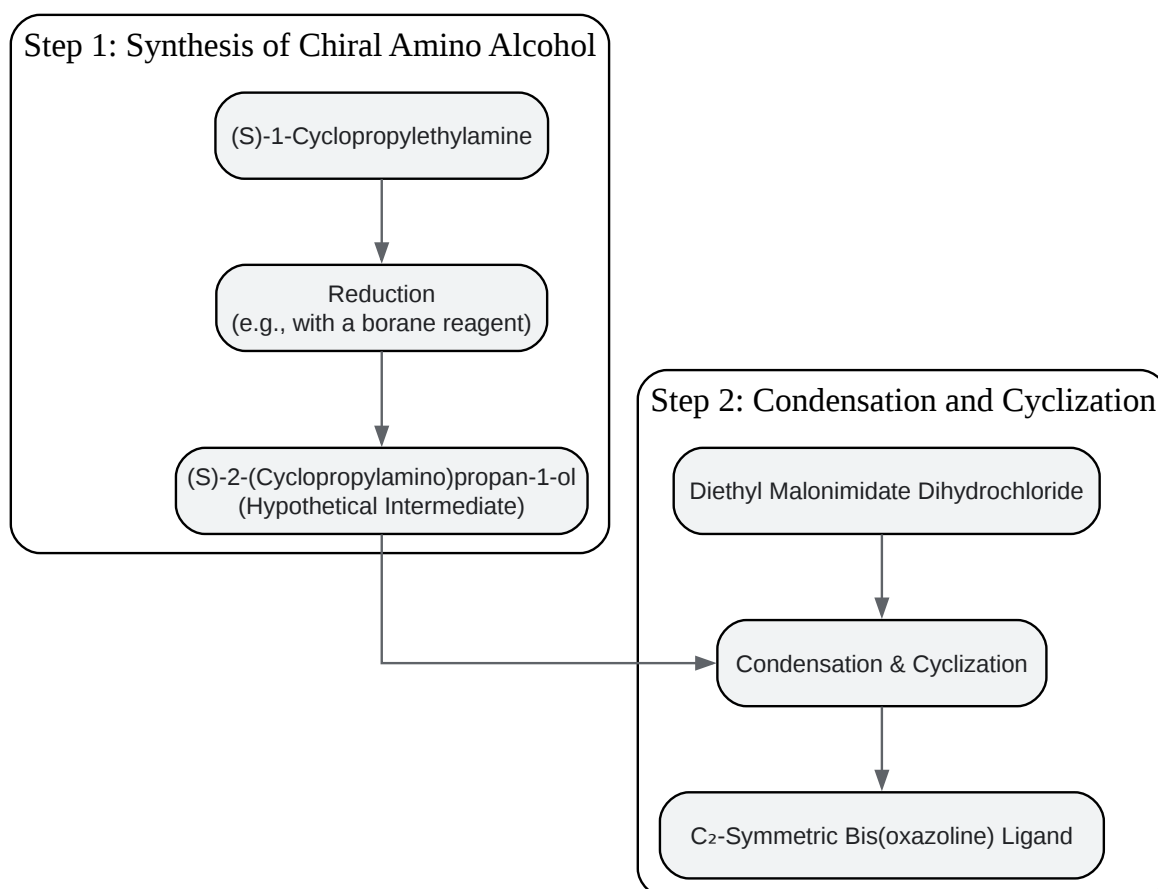 Step 1: Synthesis of Chiral Amino Alcohol
(S)-1-Cyclopropylethylamine
Reduction
(e.g., with a borane reagent)
(S)-2-(Cyclopropylamino)propan-1-ol
(Hypothetical Intermediate)
Step 2: Condensation and Cyclization
Diethyl Malonimidate Dihydrochloride
Condensation & Cyclization
C₂-Symmetric Bis(oxazoline) Ligand